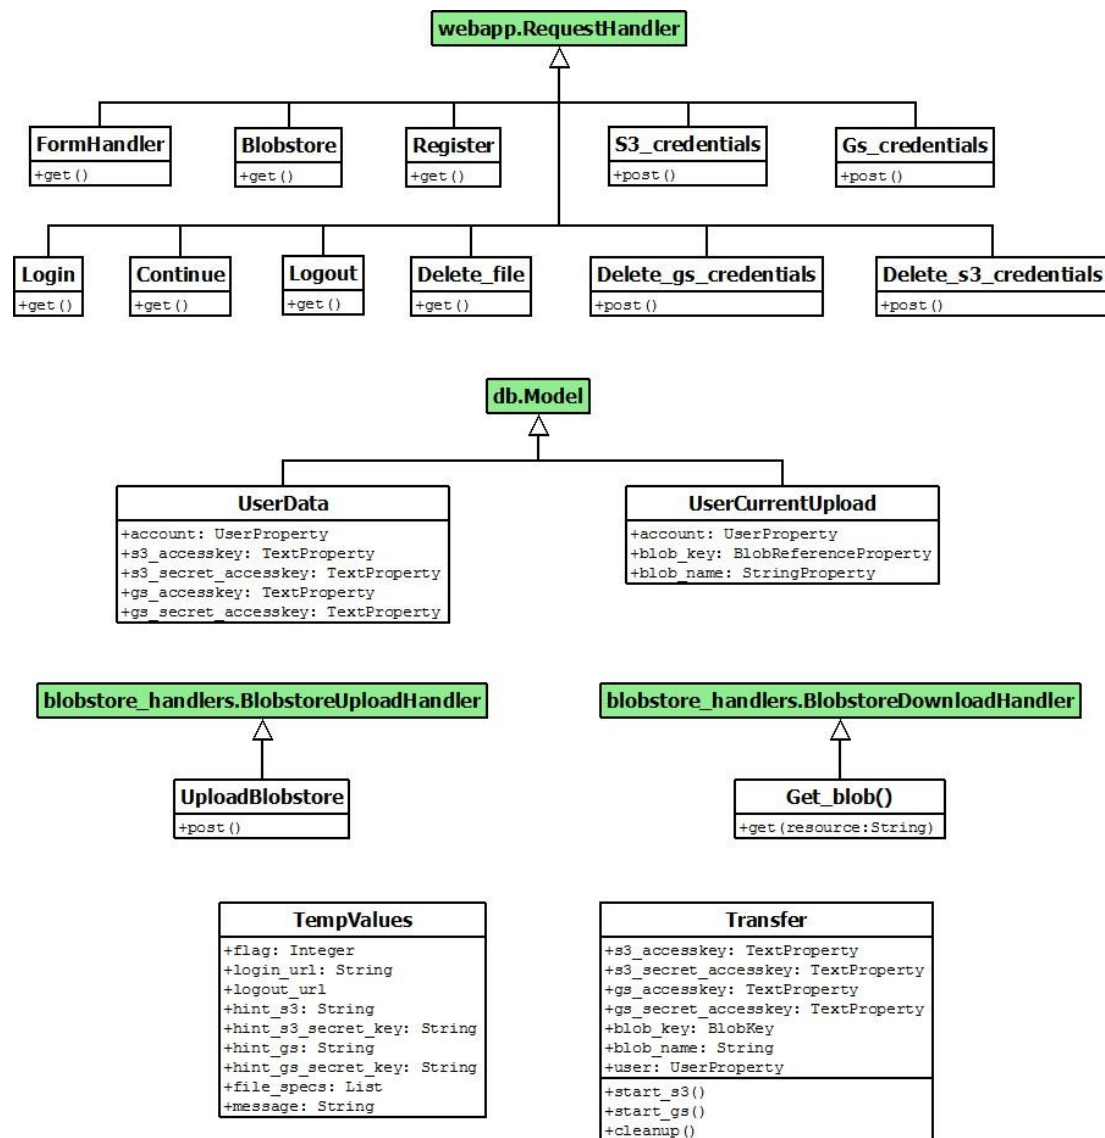 webapp.RequestHandler
FormHandler
+get()
Blobstore
+get()
Register
+get()
S3_credentials
+post()
Gs_credentials
+post()
Login
+get()
Continue
+get()
Logout
+get()
Delete_file
+get()
Delete_gs_credentials
+post()
Delete_s3_credentials
+post()
db.Model
UserData
+account: UserProperty
+s3_accesskey: TextProperty
+s3_secret_accesskey: TextProperty
+gs_accesskey: TextProperty
+gs_secret_accesskey: TextProperty
UserCurrentUpload
+account: UserProperty
+blob_key: BlobReferenceProperty
+blob_name: StringProperty
blobstore_handlers.BlobstoreUploadHandler
UploadBlobstore
+post()
blobstore_handlers.BlobstoreDownloadHandler
Get_blob()
+get(resource:String)
TempValues
+flag: Integer
+login_url: String
+logout_url
+hint_s3: String
+hint_s3_secret_key: String
+hint_gs: String
+hint_gs_secret_key: String
+file_specs: List
+message: String
Transfer
+s3_accesskey: TextProperty
+s3_secret_accesskey: TextProperty
+gs_accesskey: TextProperty
+gs_secret_accesskey: TextProperty
+blob_key: BlobKey
+blob_name: String
+user: UserProperty
+start_s3()
+start_gs()
+cleanup()